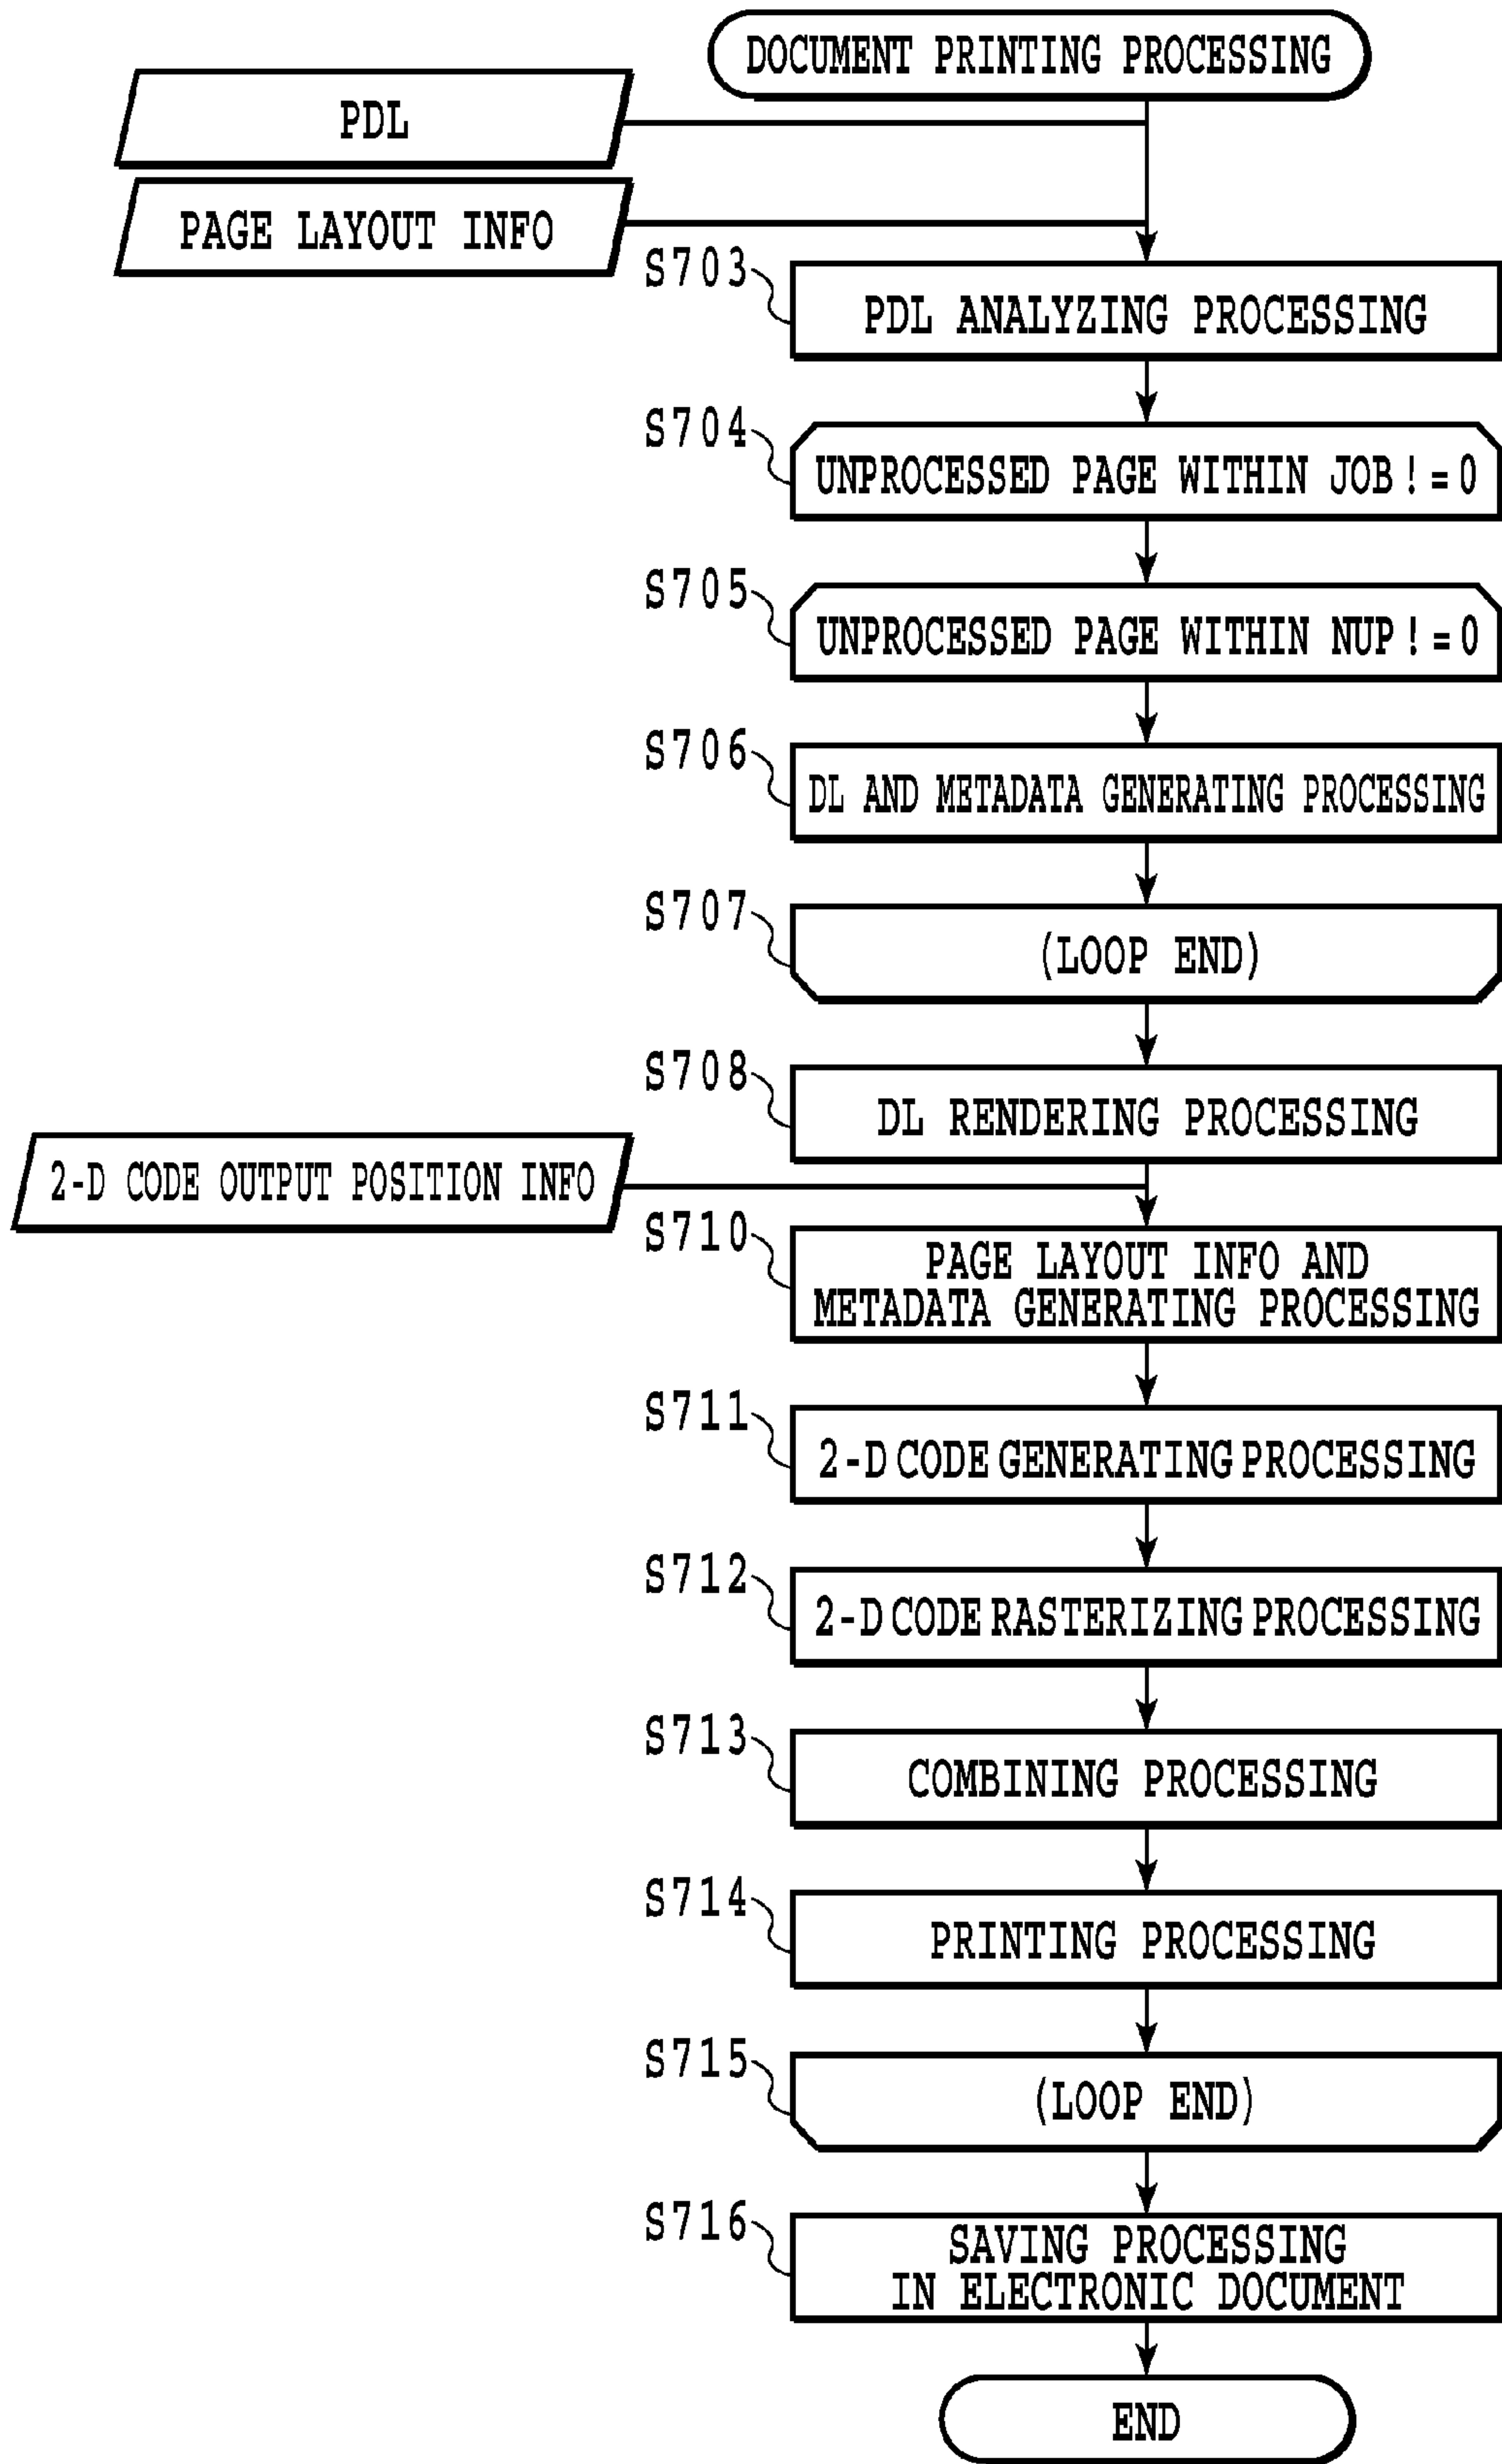 DOCUMENT PRINTING PROCESSING
PDL
PAGE LAYOUT INFO
S703
PDL ANALYZING PROCESSING
S704
UNPROCESSED PAGE WITHIN JOB!=0
S705
UNPROCESSED PAGE WITHIN NUP!=0
S706
DL AND METADATA GENERATING PROCESSING
S707
(LOOP END)
S708
DL RENDERING PROCESSING
2-D CODE OUTPUT POSITION INFO
S710
PAGE LAYOUT INFO AND
METADATA GENERATING PROCESSING
S711
2-D CODE GENERATING PROCESSING
S712
2-D CODE RASTERIZING PROCESSING
S713
COMBINING PROCESSING
S714
PRINTING PROCESSING
S715
(LOOP END)
S716
SAVING PROCESSING
IN ELECTRONIC DOCUMENT
END